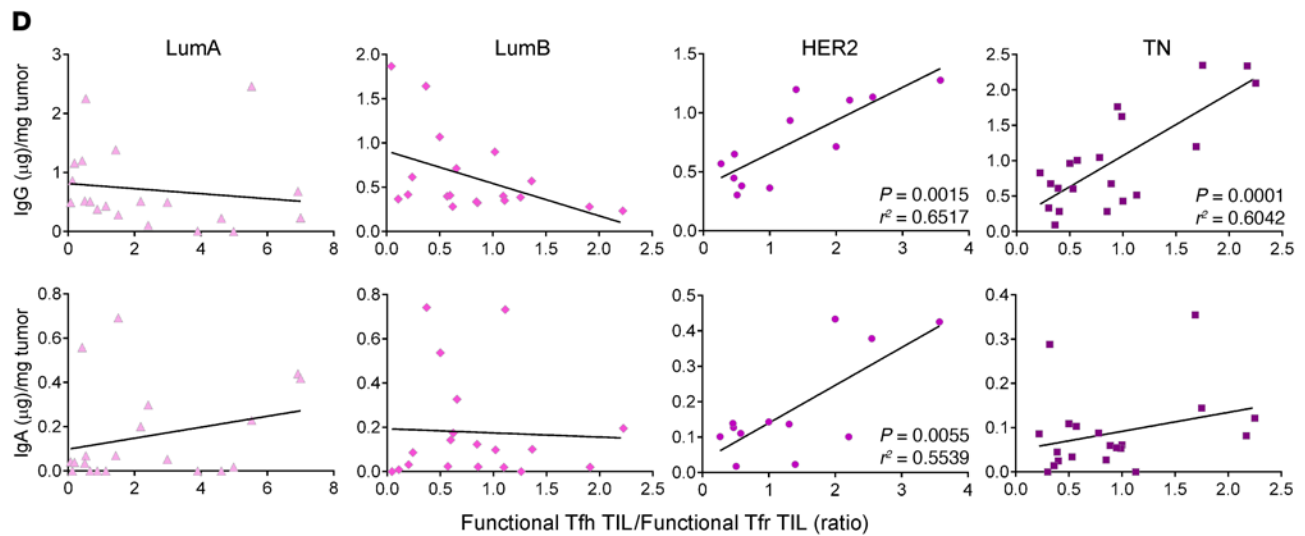 D
LumA LumB HER2 TN
IgG (μg)/mg tumor
3 2 1 0
0 2 4 6 8
2.0 1.5 1.0 0.5 0.0
0.0 0.5 1.0 1.5 2.0 2.5
1.5 1.0 0.5 0.0
P = 0.0015
r² = 0.6517
0 1 2 3 4
2.5 2.0 1.5 1.0 0.5 0.0
P = 0.0001
r² = 0.6042
0.0 0.5 1.0 1.5 2.0 2.5
IgA (μg)/mg tumor
0.8 0.6 0.4 0.2 0.0
0 2 4 6 8
0.8 0.6 0.4 0.2 0.0
0.0 0.5 1.0 1.5 2.0 2.5
0.5 0.4 0.3 0.2 0.1 0.0
P = 0.0055
r² = 0.5539
0 1 2 3 4
0.4 0.3 0.2 0.1 0.0
0.0 0.5 1.0 1.5 2.0 2.5
Functional Tfh TIL/Functional Tfr TIL (ratio)